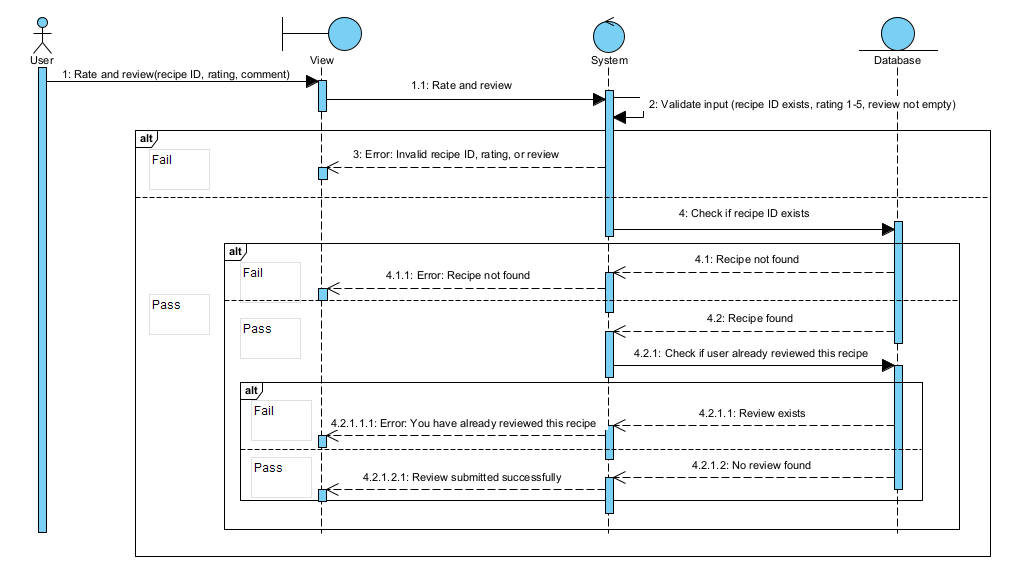 User
View
System
Database
1: Rate and review(recipe ID, rating, comment)
1.1: Rate and review
2: Validate input (recipe ID exists, rating 1-5, review not empty)
alt
Fail
3: Error: Invalid recipe ID, rating, or review
4: Check if recipe ID exists
alt
4.1: Recipe not found
Fail
4.1.1: Error: Recipe not found
Pass
4.2: Recipe found
Pass
4.2.1: Check if user already reviewed this recipe
alt
Fail
4.2.1.1: Review exists
4.2.1.1.1: Error: You have already reviewed this recipe
Pass
4.2.1.2: No review found
4.2.1.2.1: Review submitted successfully